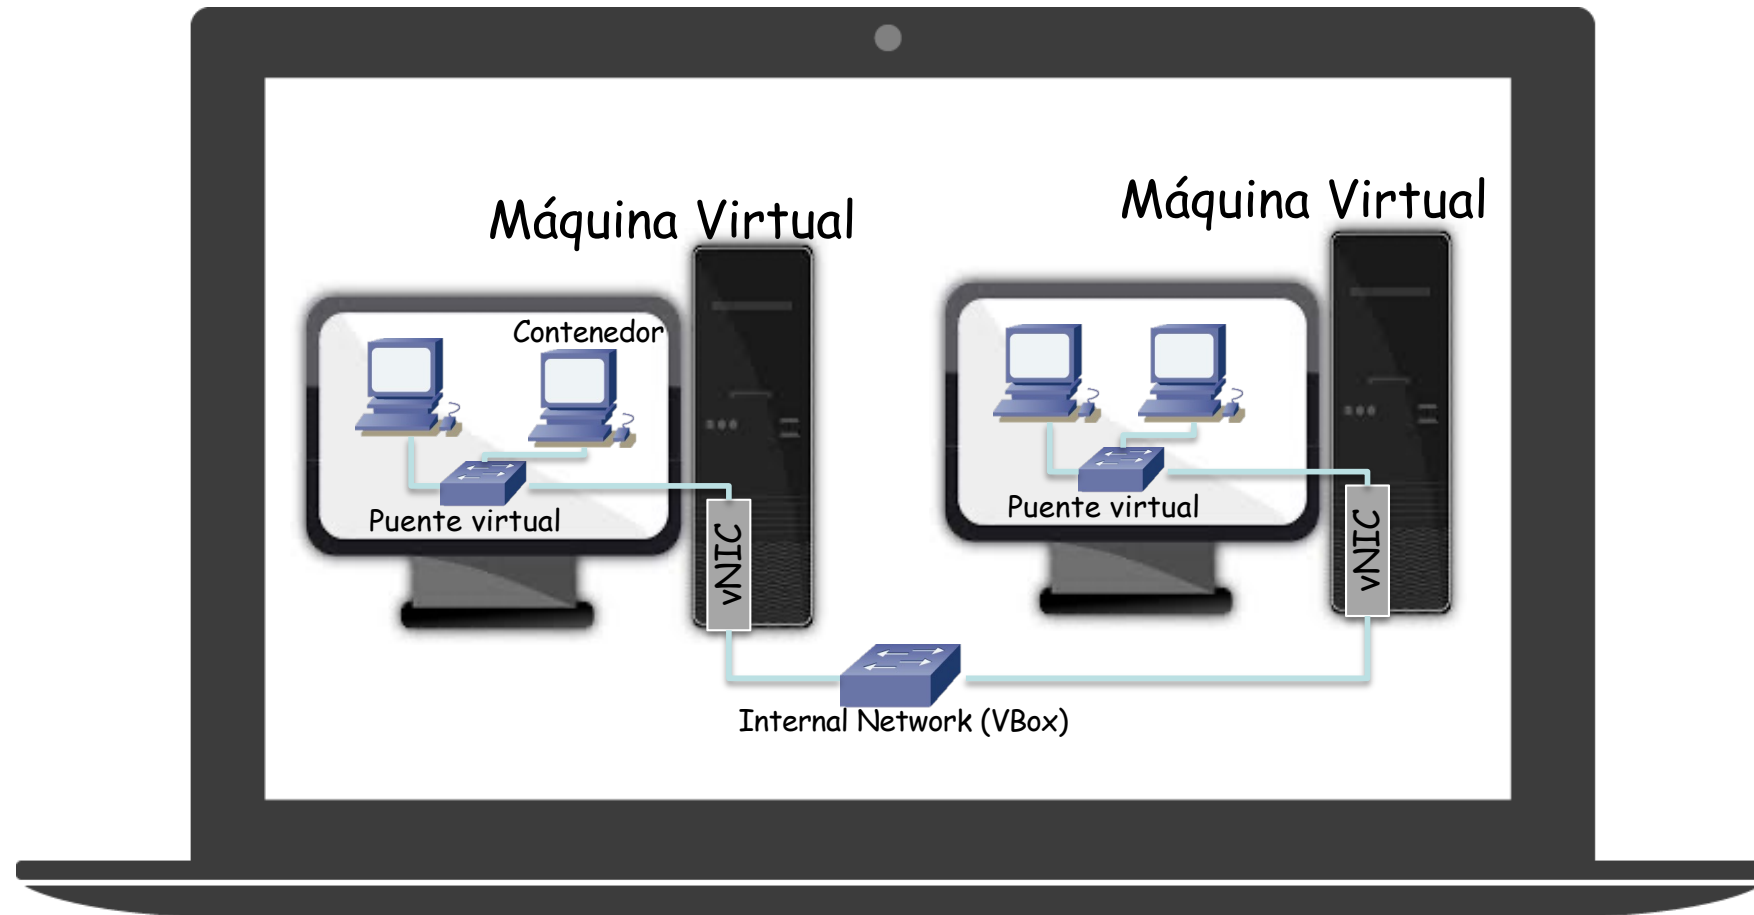 Máquina Virtual
Máquina Virtual
Contenedor
Puente virtual
Puente virtual
vNIC
vNIC
Internal Network (VBox)